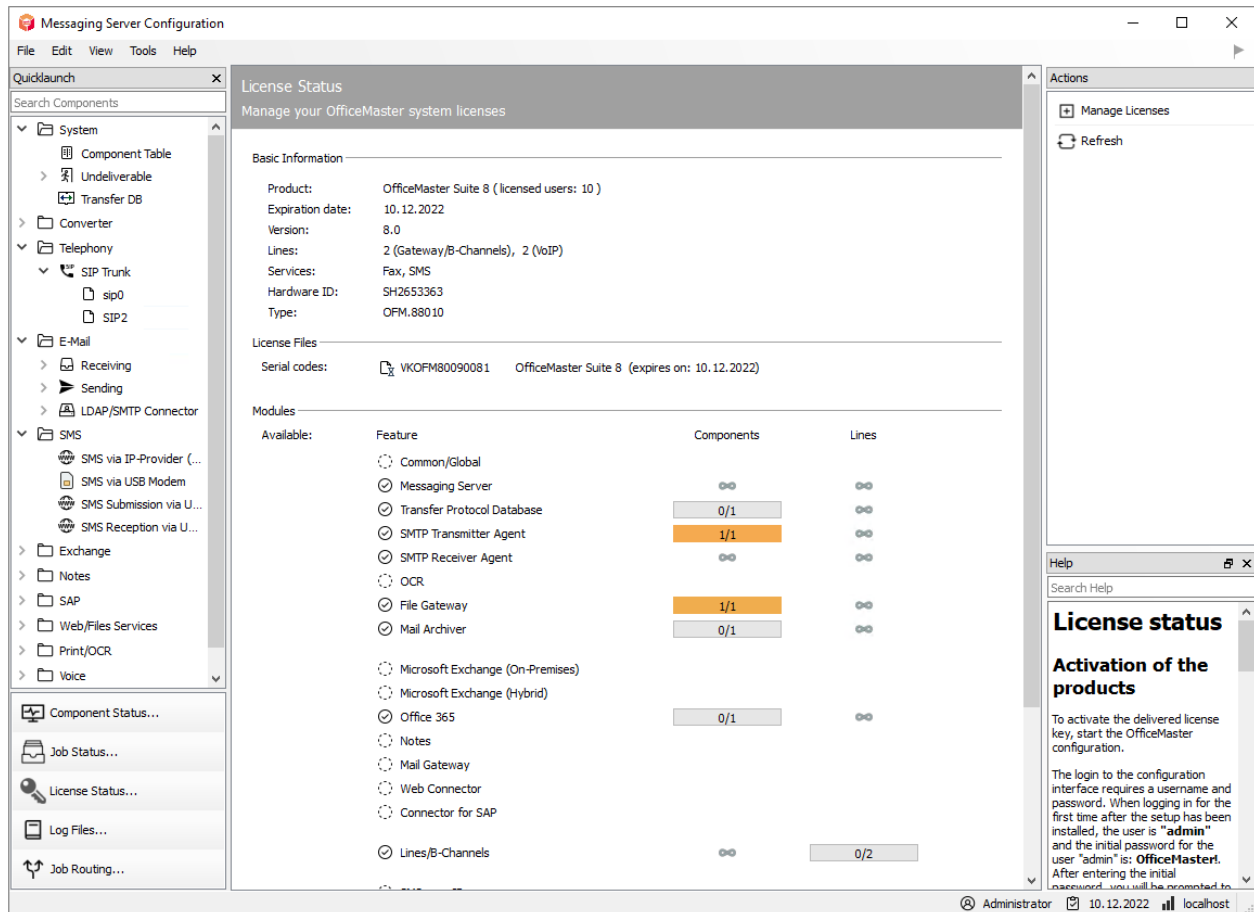 Messaging Server Configuration
File Edit View Tools Help
Quicklaunch
Search Components
System
Component Table
Undeliverable
Transfer DB
Converter
Telephony
SIP Trunk
sip0
SIP2
E-Mail
Receiving
Sending
LDAP/SMTP Connector
SMS
SMS via IP-Provider (...
SMS via USB Modem
SMS Submission via U...
SMS Reception via U...
Exchange
Notes
SAP
Web/Files Services
Print/OCR
Voice
Component Status...
Job Status...
License Status...
Log Files...
Job Routing...
License Status
Manage your OfficeMaster system licenses
Basic Information
Product: OfficeMaster Suite 8 ( licensed users: 10 )
Expiration date: 10.12.2022
Version: 8.0
Lines: 2 (Gateway/B-Channels), 2 (VoIP)
Services: Fax, SMS
Hardware ID: SH2653363
Type: OFM.88010
License Files
Serial codes: VKOFM80090081 OfficeMaster Suite 8 (expires on: 10.12.2022)
Modules
Available: Feature Components Lines
Common/Global
Messaging Server
Transfer Protocol Database 0/1
SMTP Transmitter Agent 1/1
SMTP Receiver Agent
OCR
File Gateway 1/1
Mail Archiver 0/1
Microsoft Exchange (On-Premises)
Microsoft Exchange (Hybrid)
Office 365 0/1
Notes
Mail Gateway
Web Connector
Connector for SAP
Lines/B-Channels 0/2
Actions
Manage Licenses
Refresh
Help
Search Help
License status
Activation of the
products
To activate the delivered license
key, start the OfficeMaster
configuration.
The login to the configuration
interface requires a username and
password. When logging in for the
first time after the setup has been
installed, the user is "admin"
and the initial password for the
user "admin" is: OfficeMaster!.
After entering the initial
password, you will be prompted to
Administrator 10.12.2022 localhost